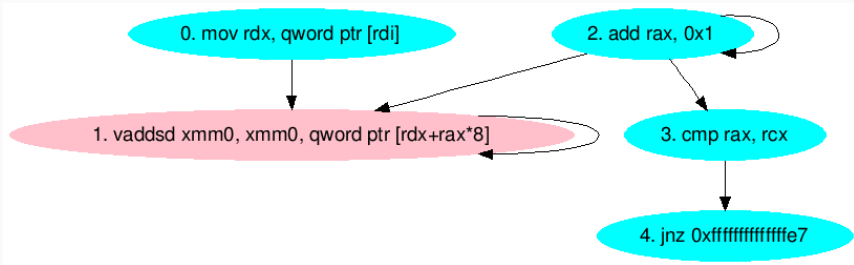 0. mov rdx, qword ptr [rdi]
2. add rax, 0x1
1. vaddsd xmm0, xmm0, qword ptr [rdx+rax*8]
3. cmp rax, rcx
4. jnz 0xffffffffffffffe7